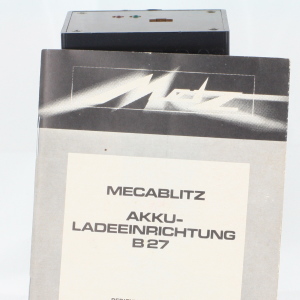 Metz
MECABLITZ
AKKU-
LADEEINRICHTUNG
B 27